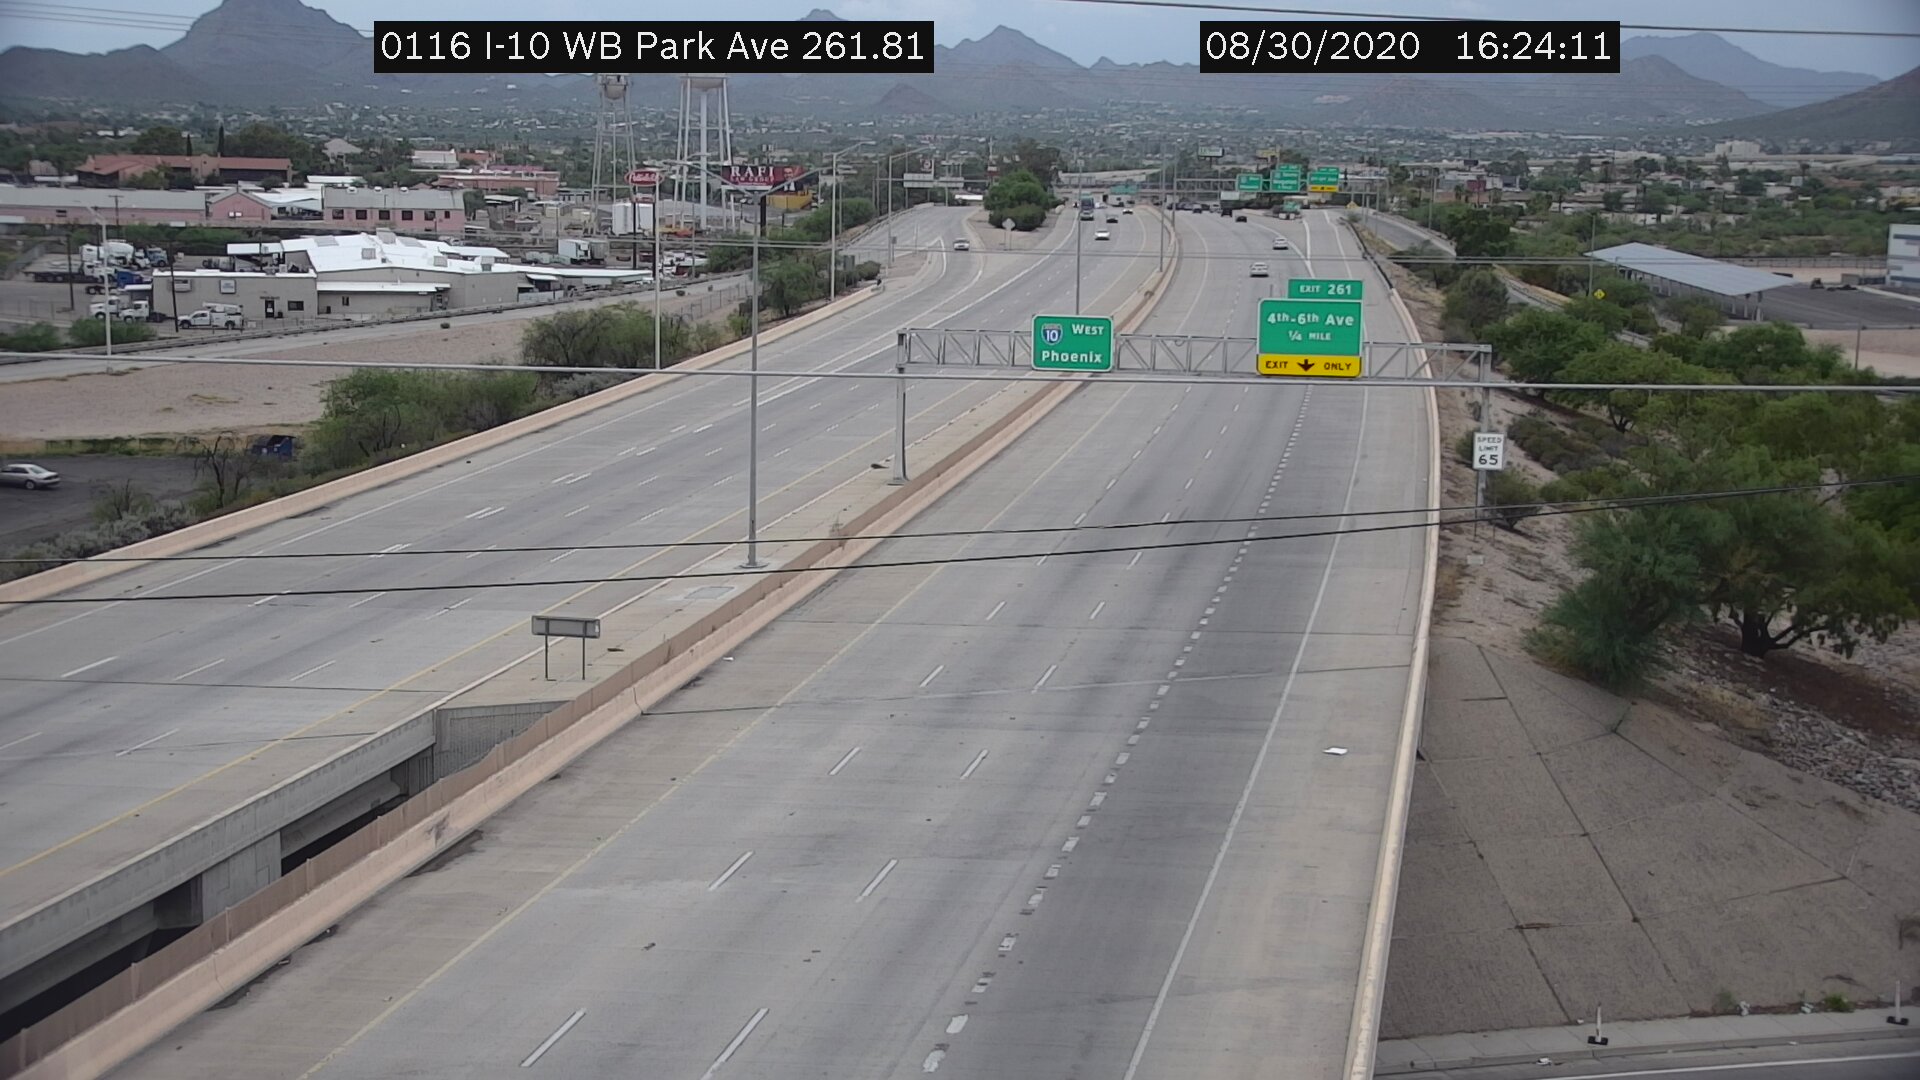 0116 I-10 WB Park Ave 261.81
08/30/2020 16:24:11
RAFI
EXIT 261
4th-6th Ave
1/4 MILE
EXIT ONLY
10 WEST
Phoenix
SPEED
LIMIT
65